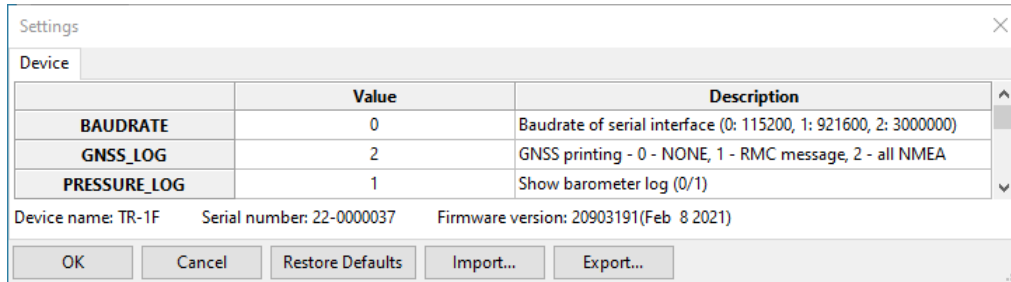 Settings
Device
Value Description
BAUDRATE 0 Baudrate of serial interface (0: 115200, 1: 921600, 2: 3000000)
GNSS_LOG 2 GNSS printing - 0 - NONE, 1 - RMC message, 2 - all NMEA
PRESSURE_LOG 1 Show barometer log (0/1)
Device name: TR-1F Serial number: 22-0000037 Firmware version: 20903191(Feb  8 2021)
OK Cancel Restore Defaults Import... Export...